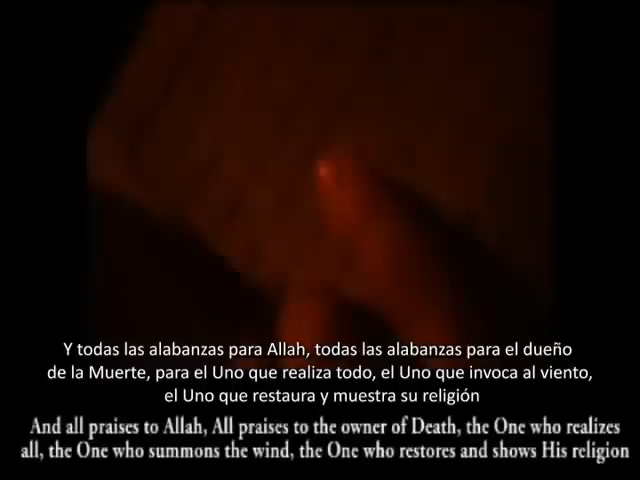 Y todas las alabanzas para Allah, todas las alabanzas para el dueño
de la Muerte, para el Uno que realiza todo, el Uno que invoca al viento,
el Uno que restaura y muestra su religión
And all praises to Allah, All praises to the owner of Death, the One who realizes
all, the One who summons the wind, the One who restores and shows His religion